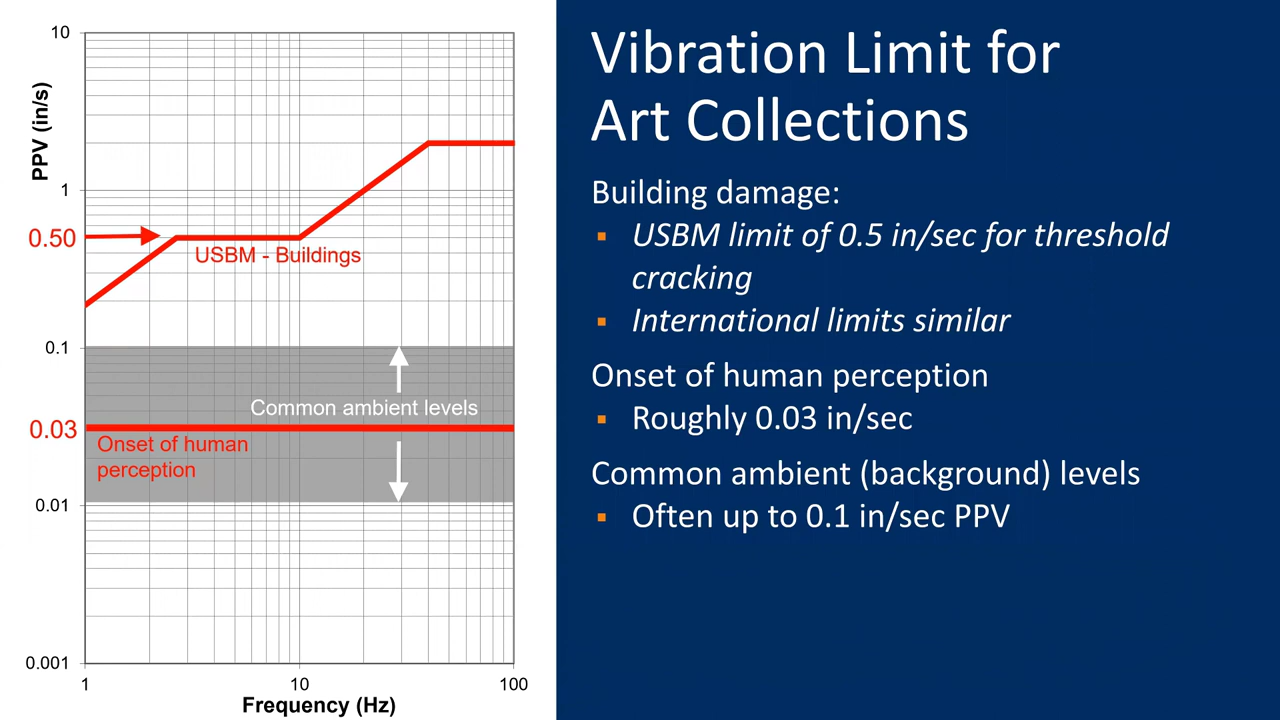 Vibration Limit for
Art Collections
Building damage:
▪ USBM limit of 0.5 in/sec for threshold
cracking
▪ International limits similar
Onset of human perception
▪ Roughly 0.03 in/sec
Common ambient (background) levels
▪ Often up to 0.1 in/sec PPV
PPV (in/s)
10
1
0.50
USBM - Buildings
0.1
Common ambient levels
0.03
Onset of human
perception
0.01
0.001
1
10
100
Frequency (Hz)